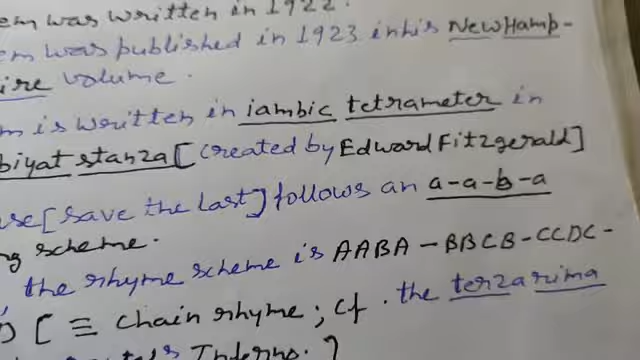 em was written in 1922.
em was published in 1923 in his New Hamp-
ire volume.
m is written in iambic tetrameter in
biyat stanza [created by Edward Fitzgerald]
se [save the last] follows an a-a-b-a
g scheme.
, the rhyme scheme is AABA-BBCB-CCDC-
) [≡ Chain rhyme; Cf. the terza rima
Inferno.]